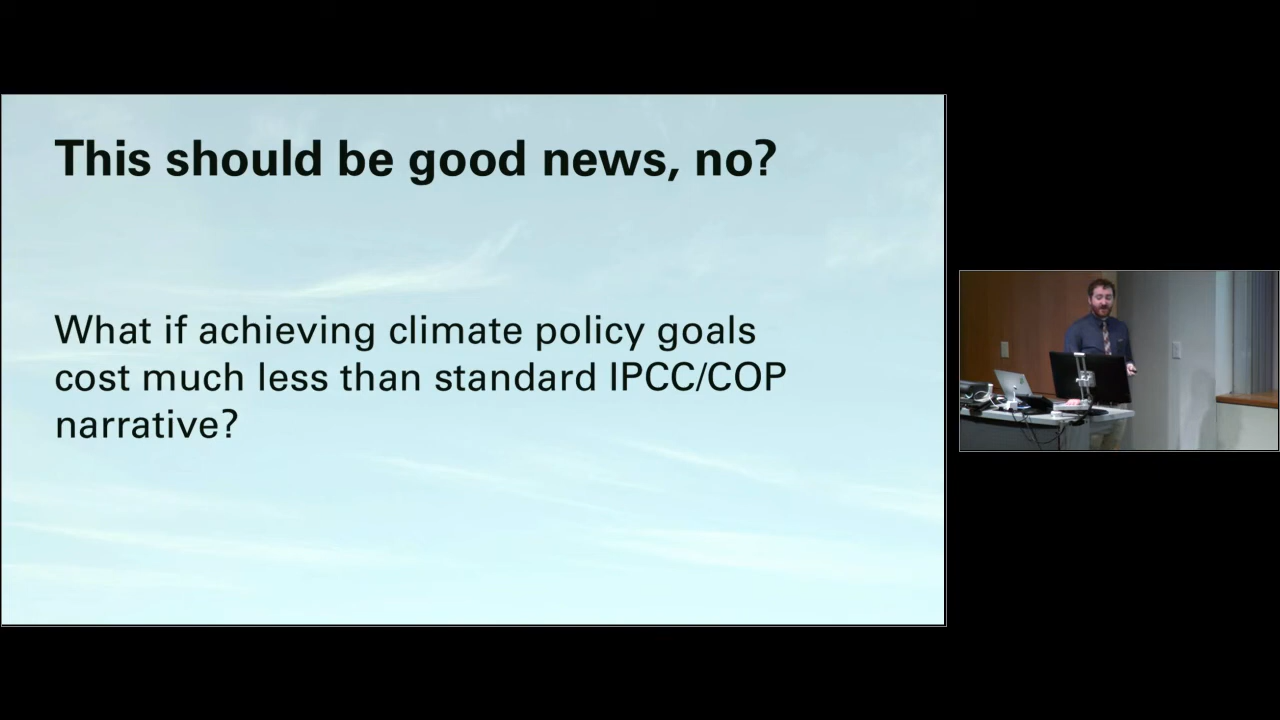 This should be good news, no?
What if achieving climate policy goals
cost much less than standard IPCC/COP
narrative?